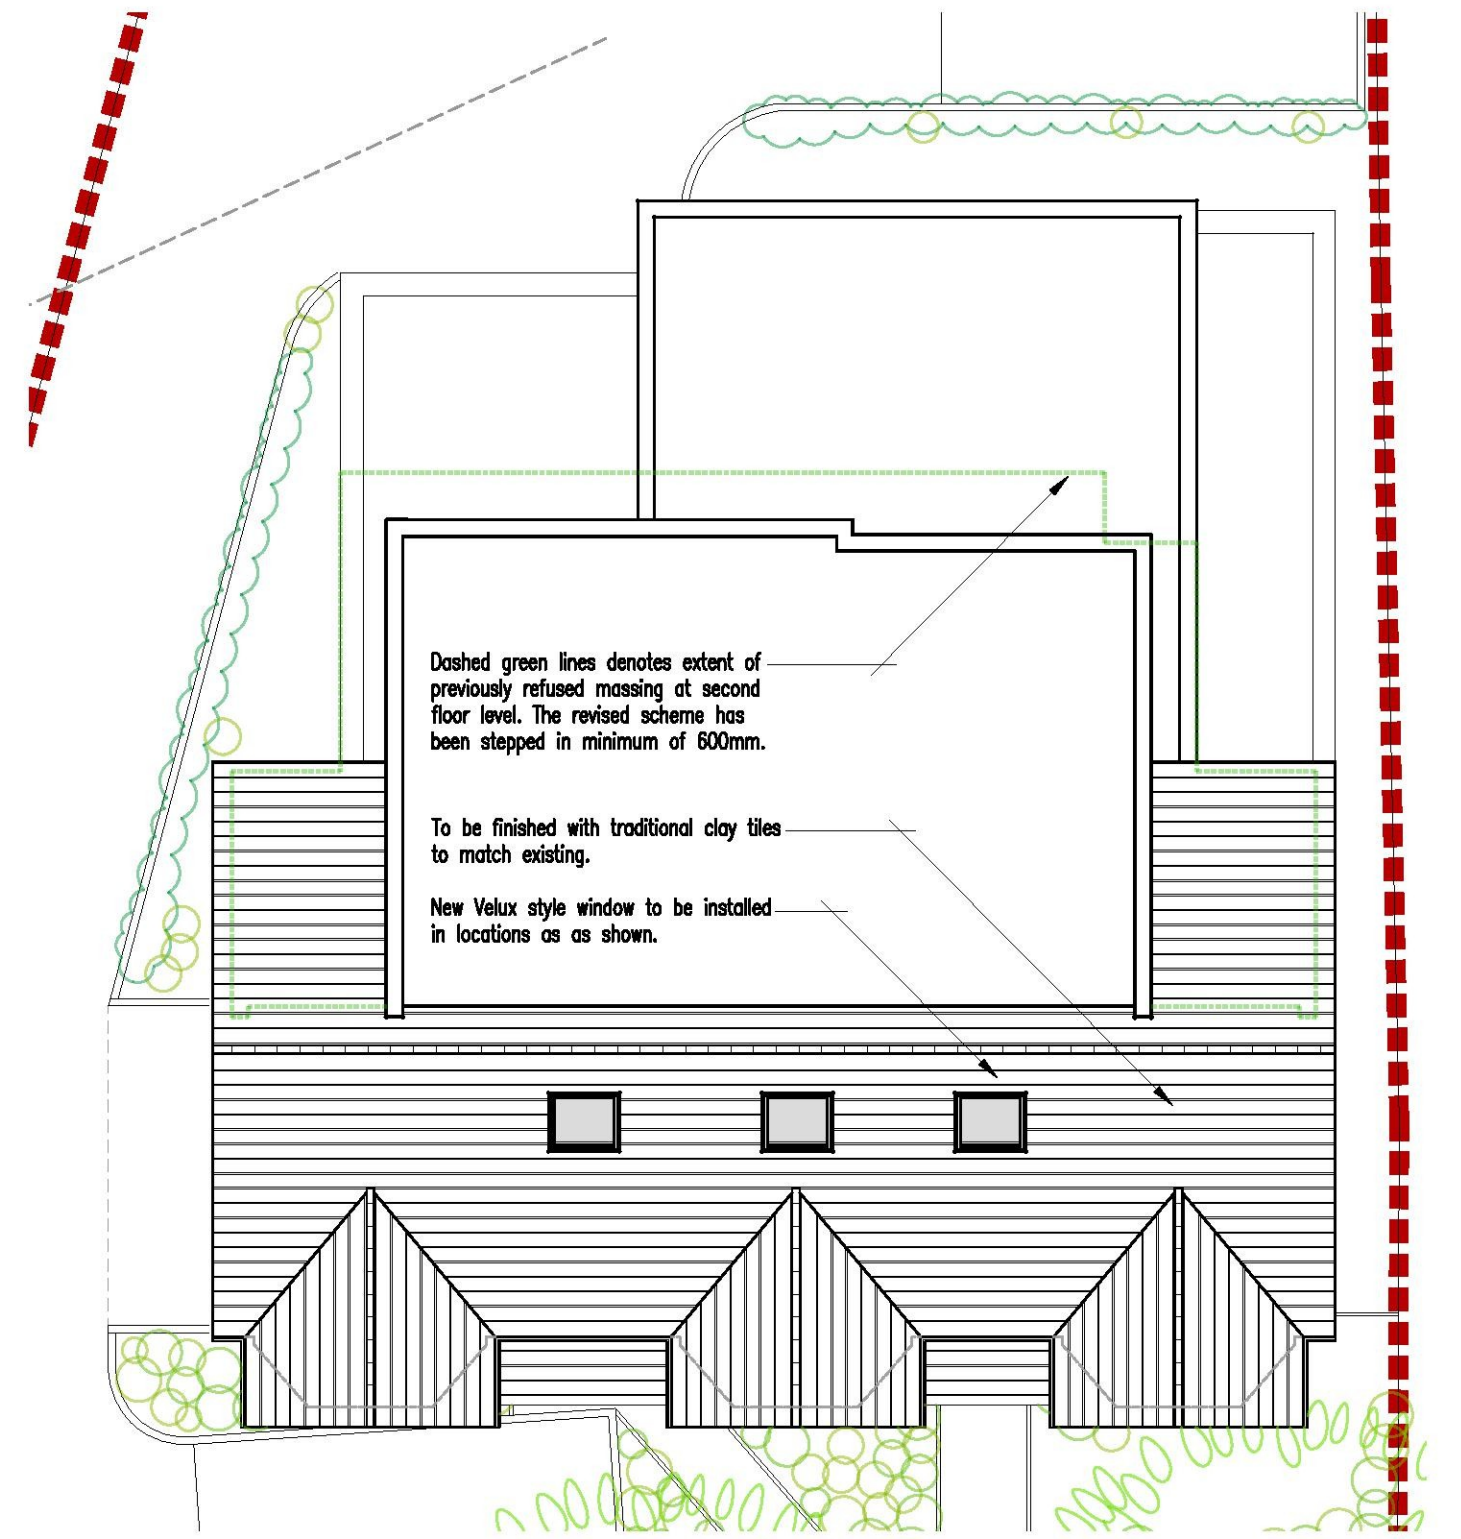 Dashed green lines denotes extent of
previously refused massing at second
floor level. The revised scheme has
been stepped in minimum of 600mm.
To be finished with traditional clay tiles
to match existing.
New Velux style window to be installed
in locations as as shown.